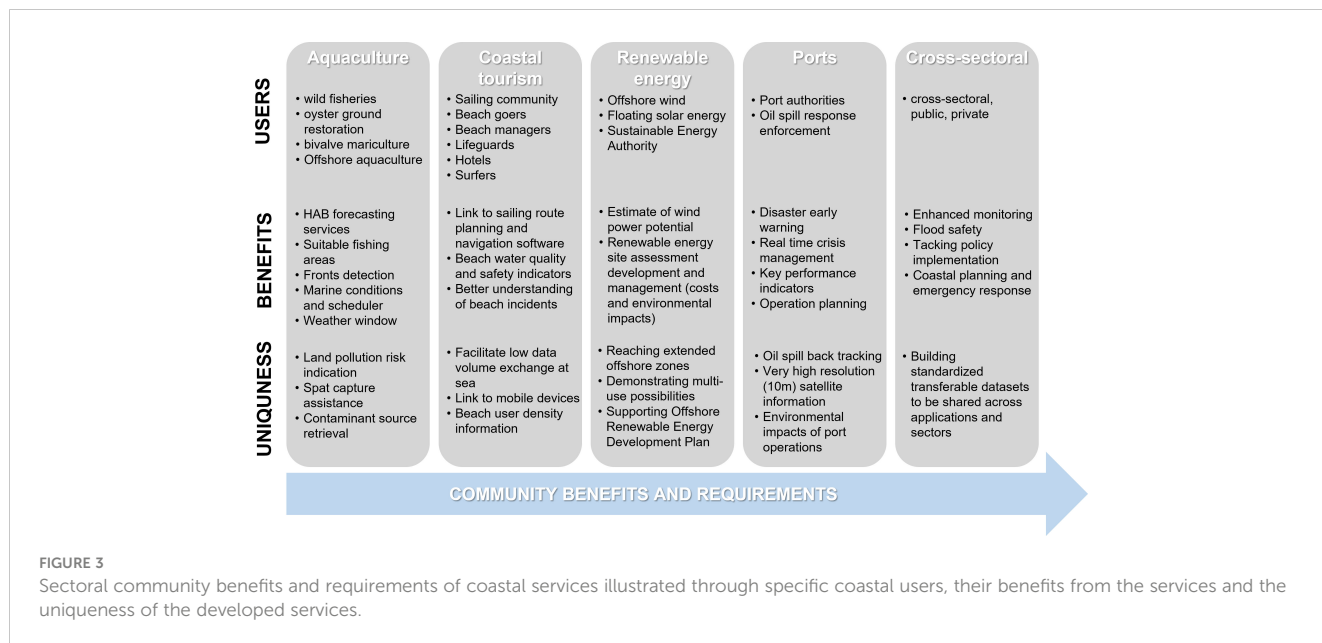 Aquaculture
USERS
• wild fisheries
• oyster ground
restoration
• bivalve mariculture
• Offshore aquaculture
BENEFITS
• HAB forecasting
services
• Suitable fishing
areas
• Fronts detection
• Marine conditions
and scheduler
• Weather window
UNIQUNESS
• Land pollution risk
indication
• Spat capture
assistance
• Contaminant source
retrieval
Coastal
tourism
• Sailing community
• Beach goers
• Beach managers
• Lifeguards
• Hotels
• Surfers
• Link to sailing route
planning and
navigation software
• Beach water quality
and safety indicators
• Better understanding
of beach incidents
• Facilitate low data
volume exchange at
sea
• Link to mobile devices
• Beach user density
information
Renewable
energy
• Offshore wind
• Floating solar energy
• Sustainable Energy
Authority
• Estimate of wind
power potential
• Renewable energy
site assessment
development and
management (costs
and environmental
impacts)
• Reaching extended
offshore zones
• Demonstrating multi-
use possibilities
• Supporting Offshore
Renewable Energy
Development Plan
Ports
• Port authorities
• Oil spill response
enforcement
• Disaster early
warning
• Real time crisis
management
• Key performance
indicators
• Operation planning
• Oil spill back tracking
• Very high resolution
(10m) satellite
information
• Environmental
impacts of port
operations
Cross-sectoral
• cross-sectoral,
public, private
• Enhanced monitoring
• Flood safety
• Tacking policy
implementation
• Coastal planning and
emergency response
• Building
standardized
transferable datasets
to be shared across
applications and
sectors
COMMUNITY BENEFITS AND REQUIREMENTS
FIGURE 3
Sectoral community benefits and requirements of coastal services illustrated through specific coastal users, their benefits from the services and the
uniqueness of the developed services.